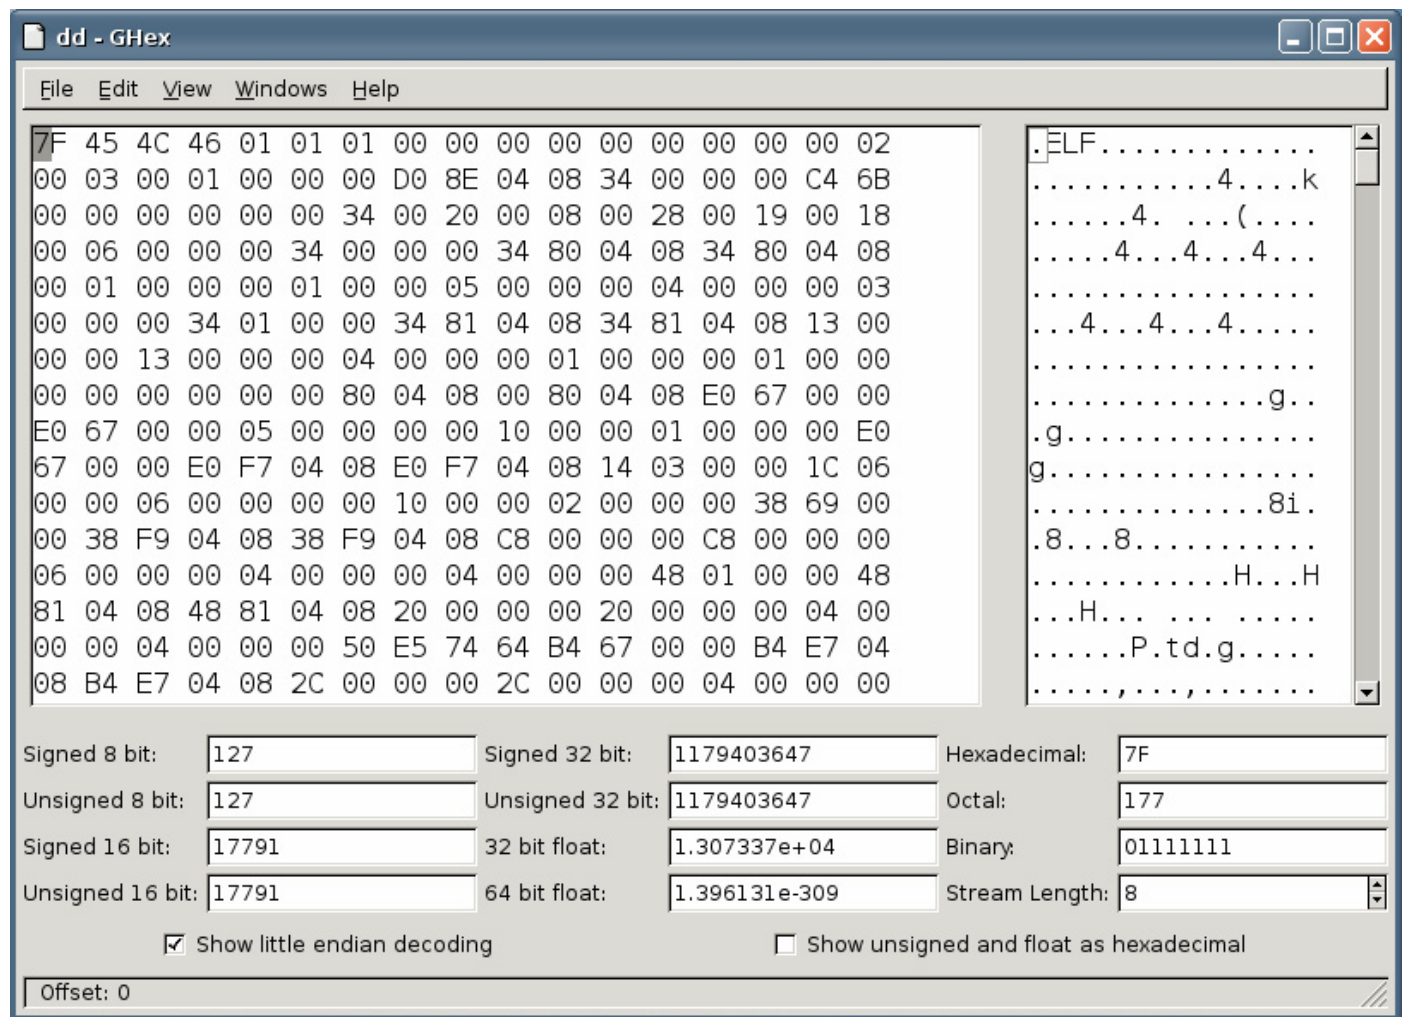 dd - GHex
File Edit View Windows Help
7F 45 4C 46 01 01 01 00 00 00 00 00 00 00 00 00 02 .ELF.............
00 03 00 01 00 00 00 D0 8E 04 08 34 00 00 00 C4 6B ...........4....k
00 00 00 00 00 00 34 00 20 00 08 00 28 00 19 00 18 ......4. ...(....
00 06 00 00 00 34 00 00 00 34 80 04 08 34 80 04 08 .....4...4...4...
00 01 00 00 00 01 00 00 05 00 00 00 04 00 00 00 03 .................
00 00 00 34 01 00 00 34 81 04 08 34 81 04 08 13 00 ...4...4...4.....
00 00 13 00 00 00 04 00 00 00 01 00 00 00 01 00 00 .................
00 00 00 00 00 00 80 04 08 00 80 04 08 E0 67 00 00 ..............g..
E0 67 00 00 05 00 00 00 00 10 00 00 01 00 00 00 E0 .g...............
67 00 00 E0 F7 04 08 E0 F7 04 08 14 03 00 00 1C 06 g................
00 00 06 00 00 00 00 10 00 00 02 00 00 00 38 69 00 ..............8i.
00 38 F9 04 08 38 F9 04 08 C8 00 00 00 C8 00 00 00 .8...8...........
06 00 00 00 04 00 00 00 04 00 00 00 48 01 00 00 48 ............H...H
81 04 08 48 81 04 08 20 00 00 00 20 00 00 00 04 00 ...H... ... .....
00 00 04 00 00 00 50 E5 74 64 B4 67 00 00 B4 E7 04 ......P.td.g.....
08 B4 E7 04 08 2C 00 00 00 2C 00 00 00 04 00 00 00 .....,...,.......
Signed 8 bit: 127 Signed 32 bit: 1179403647 Hexadecimal: 7F
Unsigned 8 bit: 127 Unsigned 32 bit: 1179403647 Octal: 177
Signed 16 bit: 17791 32 bit float: 1.307337e+04 Binary: 01111111
Unsigned 16 bit: 17791 64 bit float: 1.396131e-309 Stream Length: 8
Show little endian decoding Show unsigned and float as hexadecimal
Offset: 0